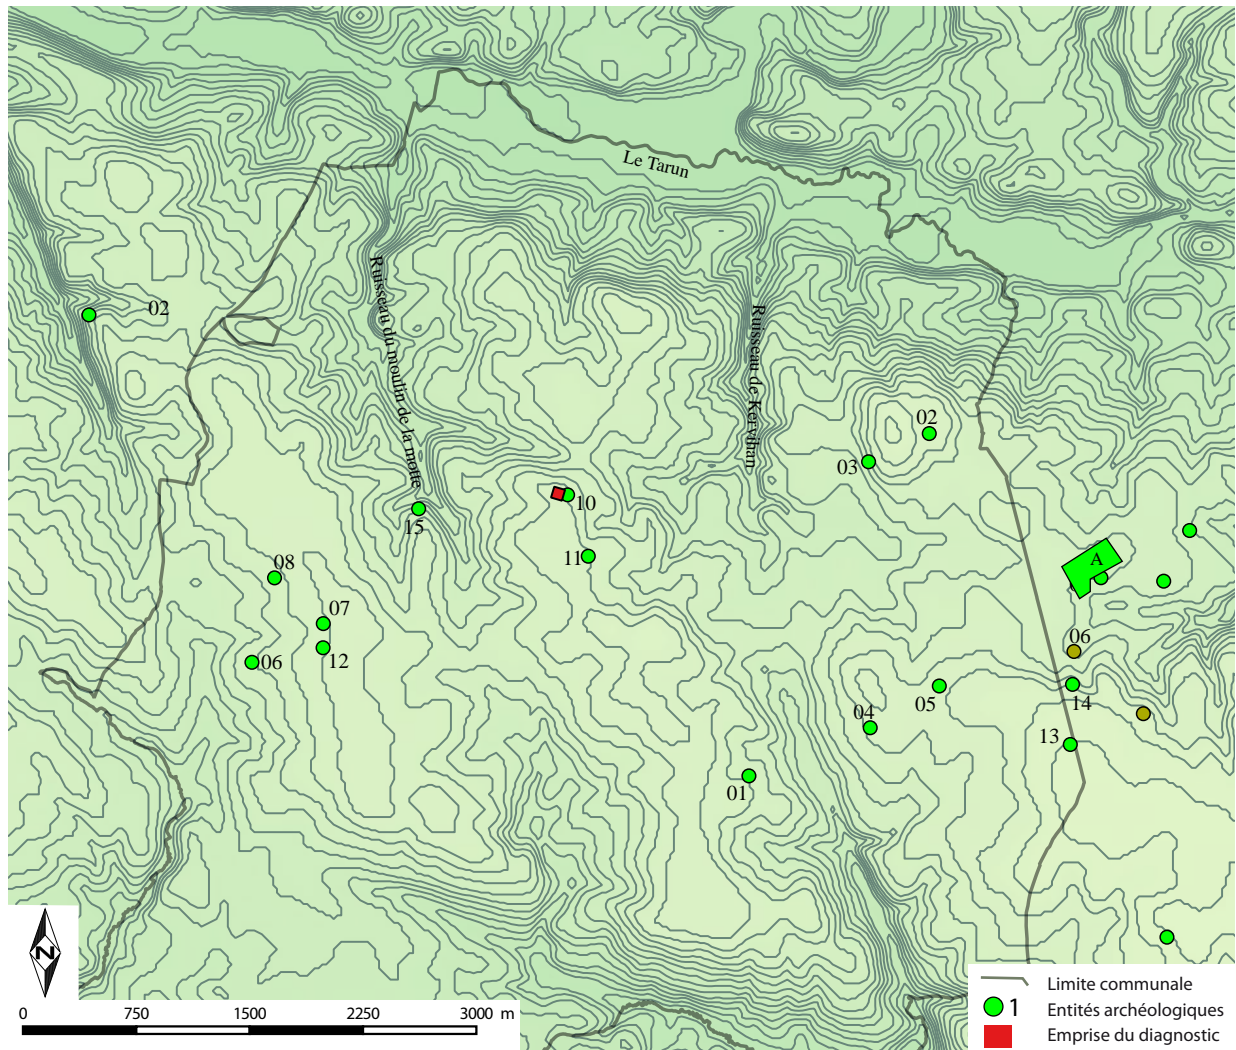 Le Tarun
Ruisseau du moulin de la motte
Ruisseau de Kervihan
02
02
03
10
15
11
A
08
07
12
06
06
05
14
04
13
01
N
0 750 1500 2250 3000 m
Limite communale
1 Entités archéologiques
Emprise du diagnostic